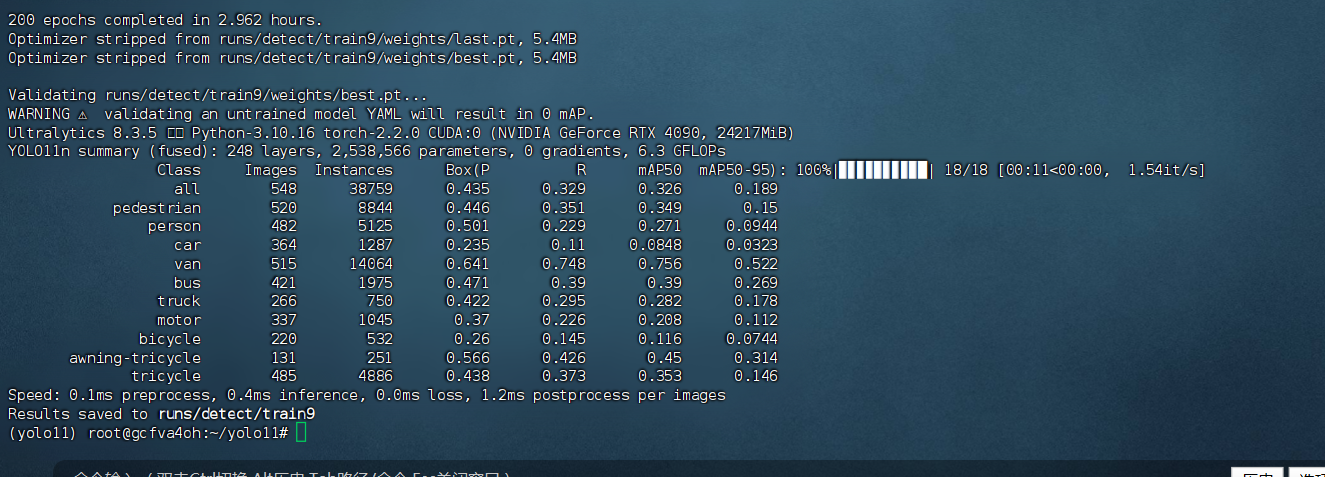 200 epochs completed in 2.962 hours.
Optimizer stripped from runs/detect/train9/weights/last.pt, 5.4MB
Optimizer stripped from runs/detect/train9/weights/best.pt, 5.4MB
Validating runs/detect/train9/weights/best.pt...
WARNING ⚠ validating an untrained model YAML will result in 0 mAP.
Ultralytics 8.3.5 Python-3.10.16 torch-2.2.0 CUDA:0 (NVIDIA GeForce RTX 4090, 24217MiB)
YOLO11n summary (fused): 248 layers, 2,538,566 parameters, 0 gradients, 6.3 GFLOPs
Class Images Instances Box(P R mAP50 mAP50-95): 100%|██████████| 18/18 [00:11<00:00, 1.54it/s]
all 548 38759 0.435 0.329 0.326 0.189
pedestrian 520 8844 0.446 0.351 0.349 0.15
person 482 5125 0.501 0.229 0.271 0.0944
car 364 1287 0.235 0.11 0.0848 0.0323
van 515 14064 0.641 0.748 0.756 0.522
bus 421 1975 0.471 0.39 0.39 0.269
truck 266 750 0.422 0.295 0.282 0.178
motor 337 1045 0.37 0.226 0.208 0.112
bicycle 220 532 0.26 0.145 0.116 0.0744
awning-tricycle 131 251 0.566 0.426 0.45 0.314
tricycle 485 4886 0.438 0.373 0.353 0.146
Speed: 0.1ms preprocess, 0.4ms inference, 0.0ms loss, 1.2ms postprocess per images
Results saved to runs/detect/train9
(yolo11) root@gcfva4oh:~/yolo11#